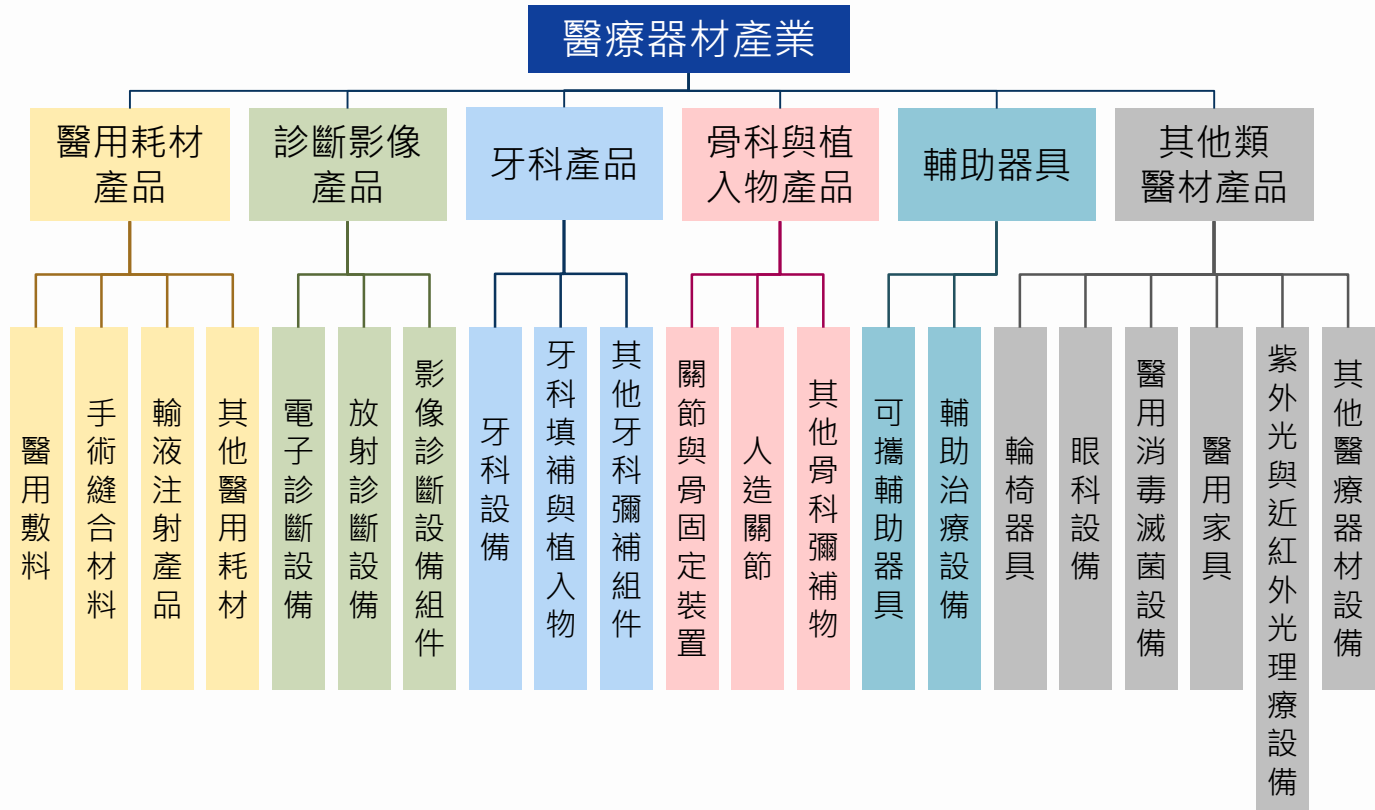 醫療器材產業
醫用耗材
產品
診斷影像
產品
牙科產品
骨科與植
入物產品
輔助器具
其他類
醫材產品
醫用敷料
手術縫合材料
輸液注射產品
其他醫用耗材
電子診斷設備
放射診斷設備
影像診斷設備組件
牙科設備
牙科填補與植入物
其他牙科彌補組件
關節與骨固定裝置
人造關節
其他骨科彌補物
可攜輔助器具
輔助治療設備
輪椅器具
眼科設備
醫用消毒滅菌設備
醫用家具
紫外光與近紅外光理療設備
其他醫療器材設備